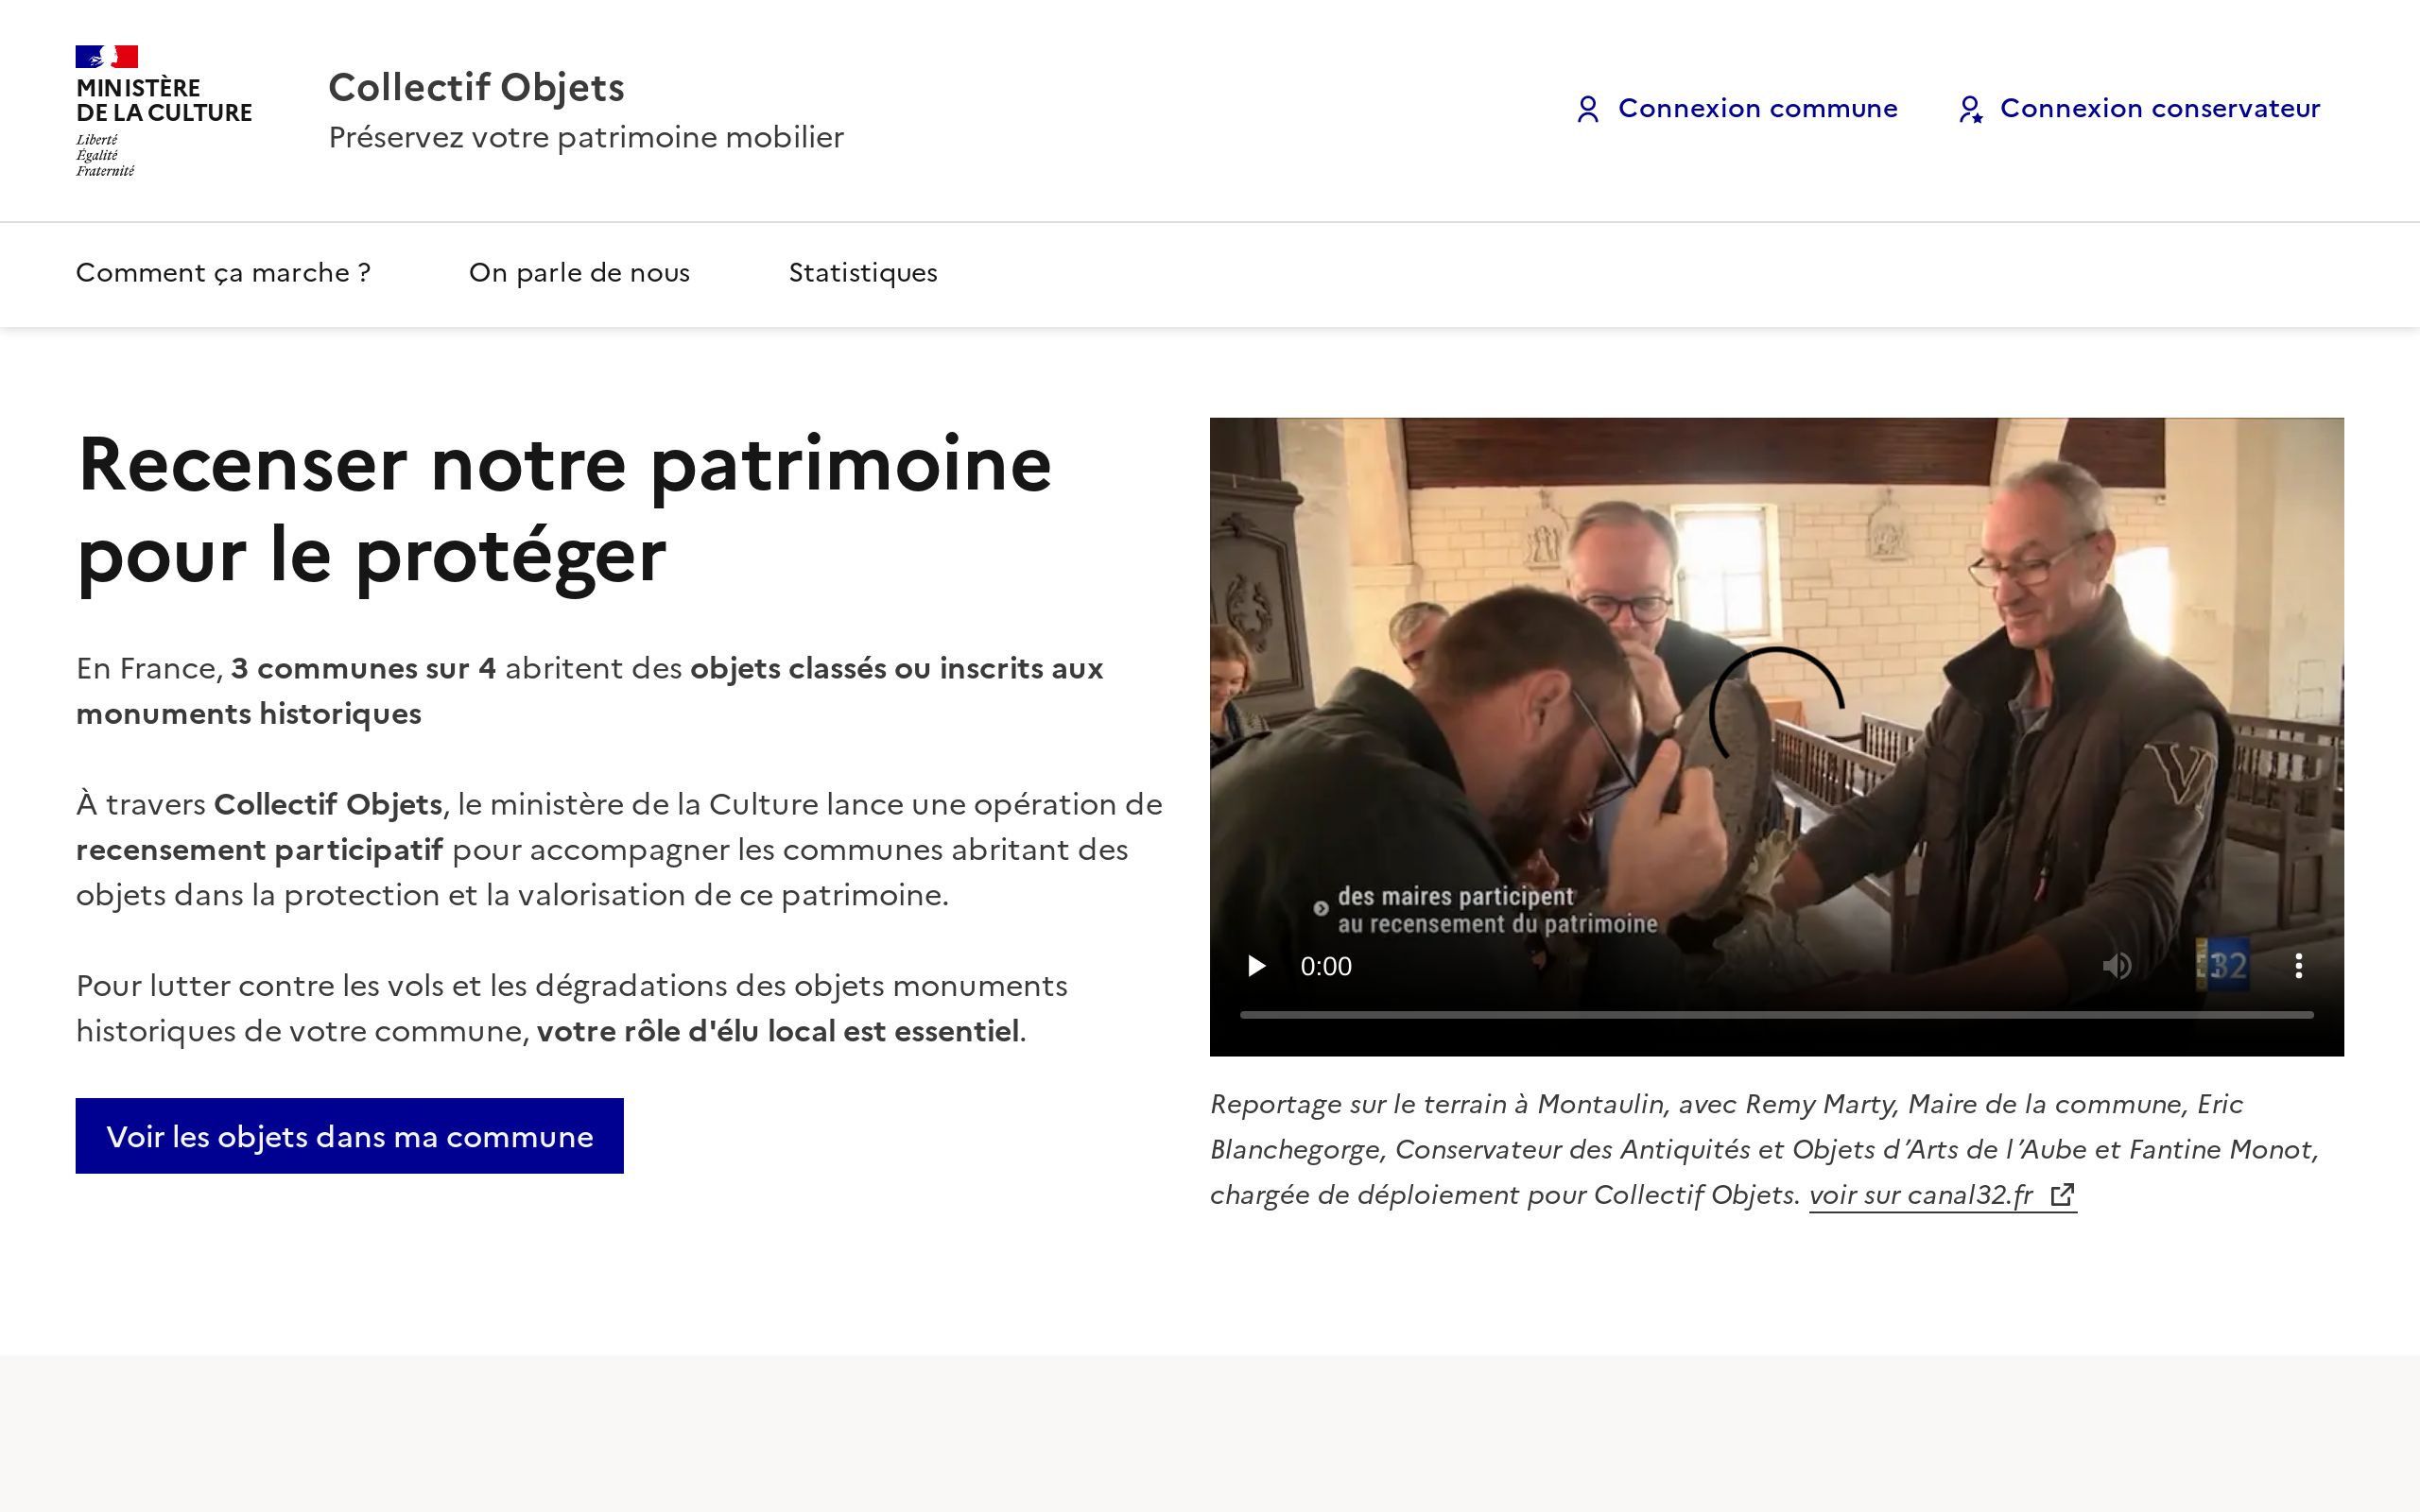 MINISTÈRE
DE LA CULTURE
Liberté
Égalité
Fraternité
Collectif Objets
Préservez votre patrimoine mobilier
Connexion commune
Connexion conservateur
Comment ça marche ?
On parle de nous
Statistiques
Recenser notre patrimoine
pour le protéger
En France, 3 communes sur 4 abritent des objets classés ou inscrits aux
monuments historiques
À travers Collectif Objets, le ministère de la Culture lance une opération de
recensement participatif pour accompagner les communes abritant des
objets dans la protection et la valorisation de ce patrimoine.
Pour lutter contre les vols et les dégradations des objets monuments
historiques de votre commune, votre rôle d'élu local est essentiel.
Voir les objets dans ma commune
des maires participent
au recensement du patrimoine
0:00
32
Reportage sur le terrain à Montaulin, avec Remy Marty, Maire de la commune, Eric
Blanchegorge, Conservateur des Antiquités et Objets d’Arts de l’Aube et Fantine Monot,
chargée de déploiement pour Collectif Objets. voir sur canal32.fr